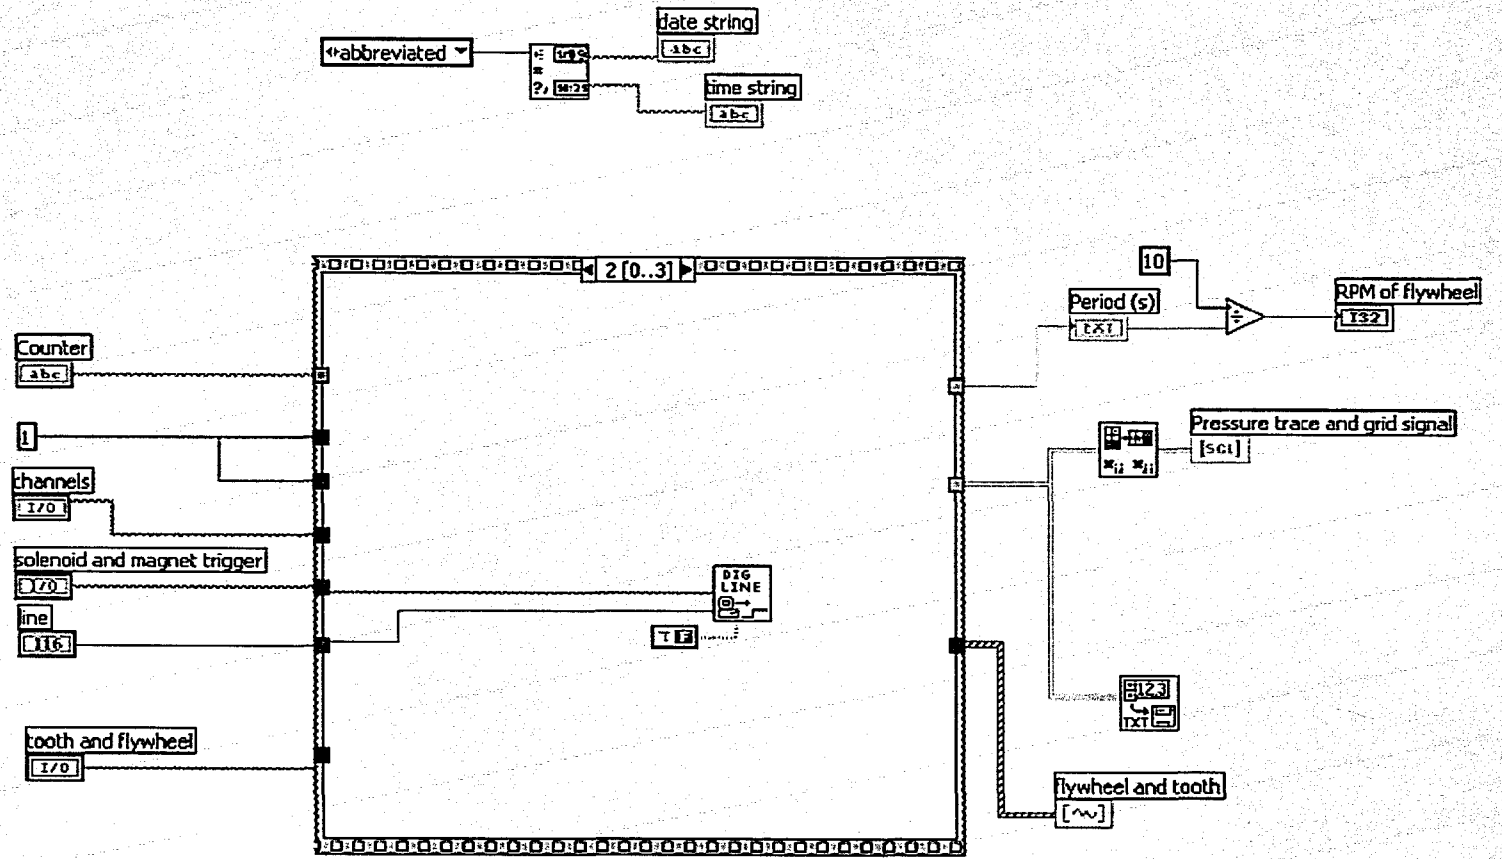 date string
abbreviated
abc
time string
abc
2 [0..3]
10
RPM of flywheel
Period (s)
I32
Counter
abc
1
Pressure trace and grid signal
channels
I/O
solenoid and magnet trigger
I/O
DIG
LINE
line
I16
T F
12.3
TXT
tooth and flywheel
I/O
flywheel and tooth